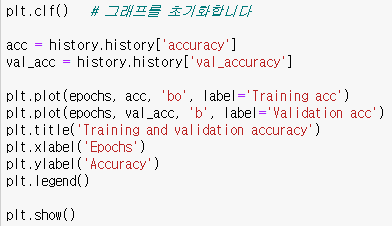 plt.clf()   # 그래프를 초기화합니다
acc = history.history['accuracy']
val_acc = history.history['val_accuracy']
plt.plot(epochs, acc, 'bo', label='Training acc')
plt.plot(epochs, val_acc, 'b', label='Validation acc')
plt.title('Training and validation accuracy')
plt.xlabel('Epochs')
plt.ylabel('Accuracy')
plt.legend()
plt.show()